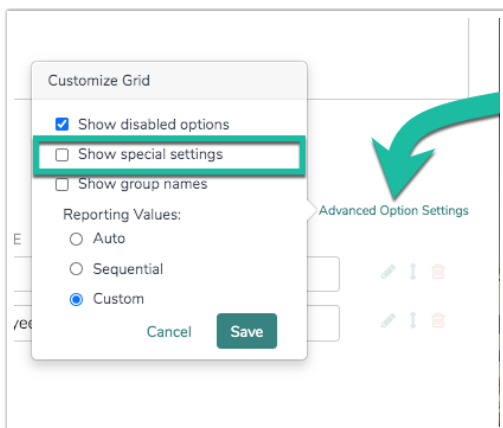 Customize Grid
Show disabled options
Show special settings
Show group names
Reporting Values:
Advanced Option Settings
E
Auto
Sequential
Custom
yee
Cancel
Save